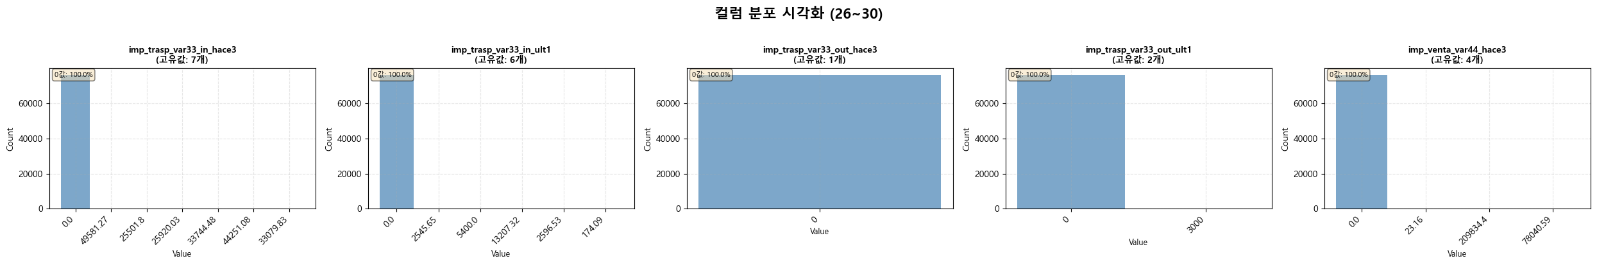 컬럼 분포 시각화 (26~30)
imp_trasp_var33_in_hace3
(고유값: 7개)
0값: 100.0%
Count
60000
40000
20000
0
0.0
49581.27
25501.8
25920.03
33744.48
44251.08
33079.83
Value
imp_trasp_var33_in_ult1
(고유값: 6개)
0값: 100.0%
Count
60000
40000
20000
0
0.0
2545.65
5400.0
13207.32
2596.53
174.09
Value
imp_trasp_var33_out_hace3
(고유값: 1개)
0값: 100.0%
Count
60000
40000
20000
0
0
Value
imp_trasp_var33_out_ult1
(고유값: 2개)
0값: 100.0%
Count
60000
40000
20000
0
0
3000
Value
imp_venta_var44_hace3
(고유값: 4개)
0값: 100.0%
Count
60000
40000
20000
0
0.0
23.16
209834.4
78040.59
Value